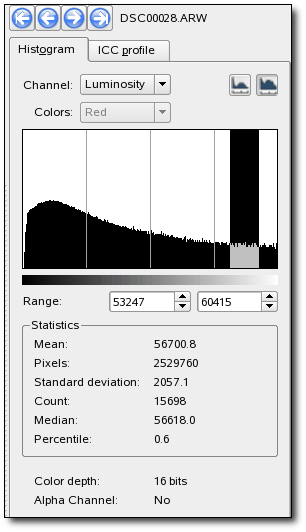 DSC00028.ARW
Histogram ICC profile
Channel: Luminosity
Colors: Red
Range: 53247 60415
Statistics
Mean: 56700.8
Pixels: 2529760
Standard deviation: 2057.1
Count: 15698
Median: 56618.0
Percentile: 0.6
Color depth: 16 bits
Alpha Channel: No